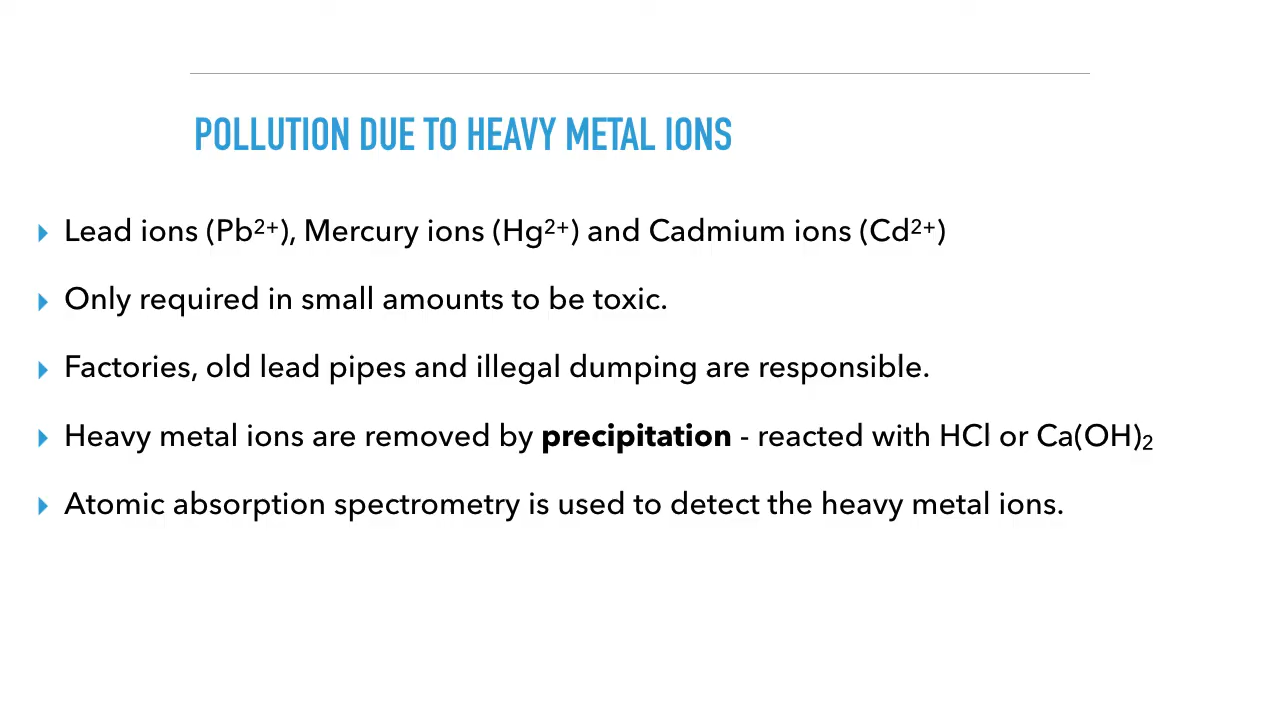 POLLUTION DUE TO HEAVY METAL IONS
Lead ions (Pb²⁺), Mercury ions (Hg²⁺) and Cadmium ions (Cd²⁺)
Only required in small amounts to be toxic.
Factories, old lead pipes and illegal dumping are responsible.
Heavy metal ions are removed by precipitation - reacted with HCl or Ca(OH)₂
Atomic absorption spectrometry is used to detect the heavy metal ions.